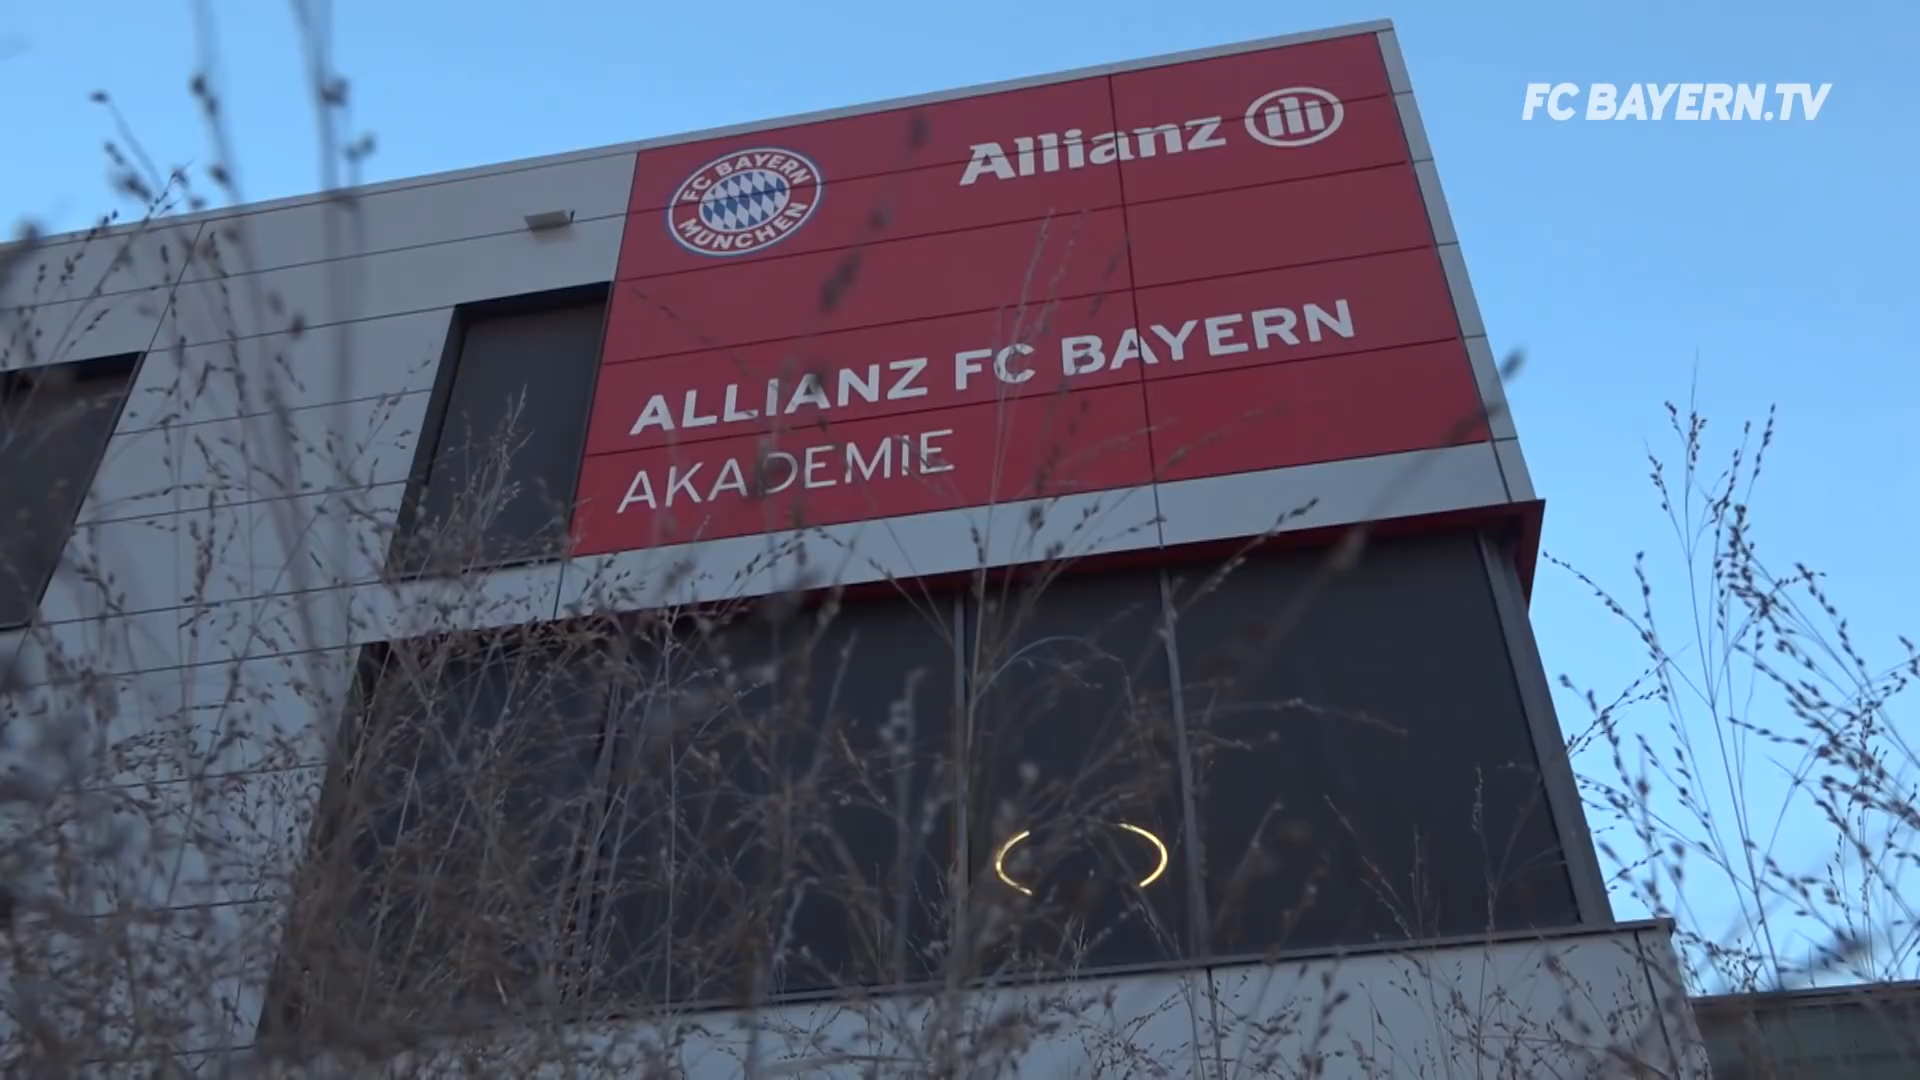 FC BAYERN.TV
Allianz
FC BAYERN
MÜNCHEN
ALLIANZ FC BAYERN
AKADEMIE